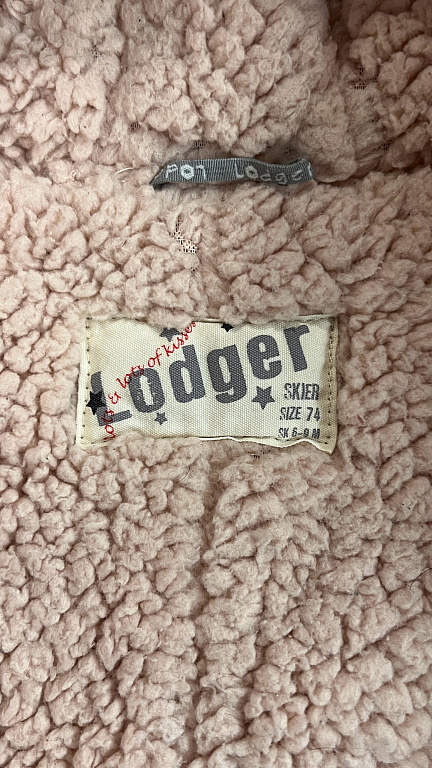 Lodger
lots & lots of kisses
Lodger
SKIER
SIZE 74
SK 6-9 M